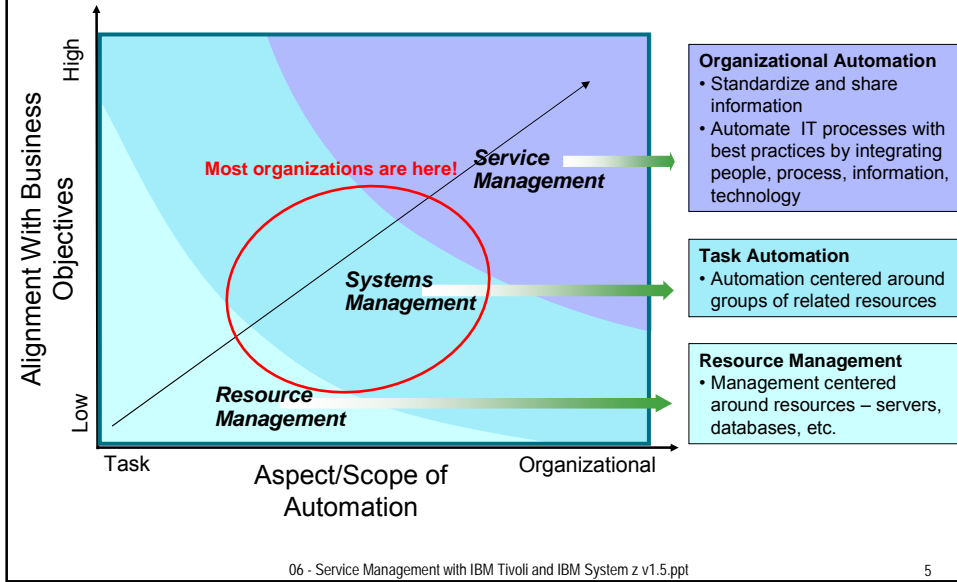 High
Alignment With Business
Objectives
Low
Most organizations are here!
Service
Management
Systems
Management
Resource
Management
Task
Organizational
Aspect/Scope of
Automation
Organizational Automation
• Standardize and share
information
• Automate IT processes with
best practices by integrating
people, process, information,
technology
Task Automation
• Automation centered around
groups of related resources
Resource Management
• Management centered
around resources – servers,
databases, etc.
06 - Service Management with IBM Tivoli and IBM System z v1.5.ppt
5